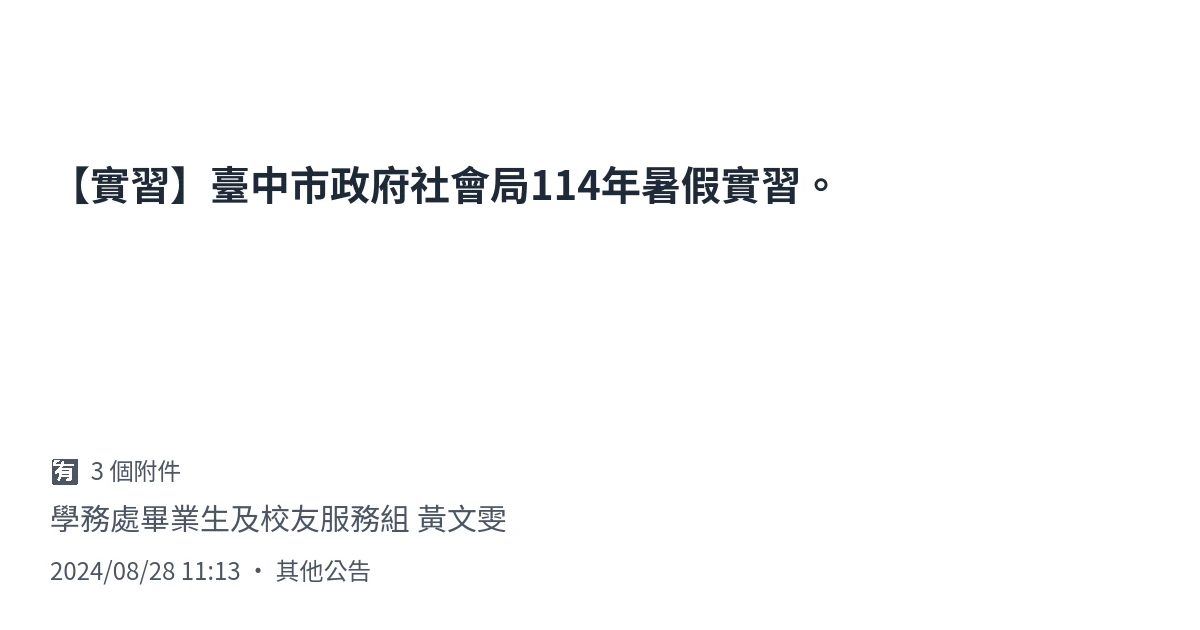 【實習】臺中市政府社會局114年暑假實習。
有 3 個附件
學務處畢業生及校友服務組 黃文雯
2024/08/28 11:13 • 其他公告